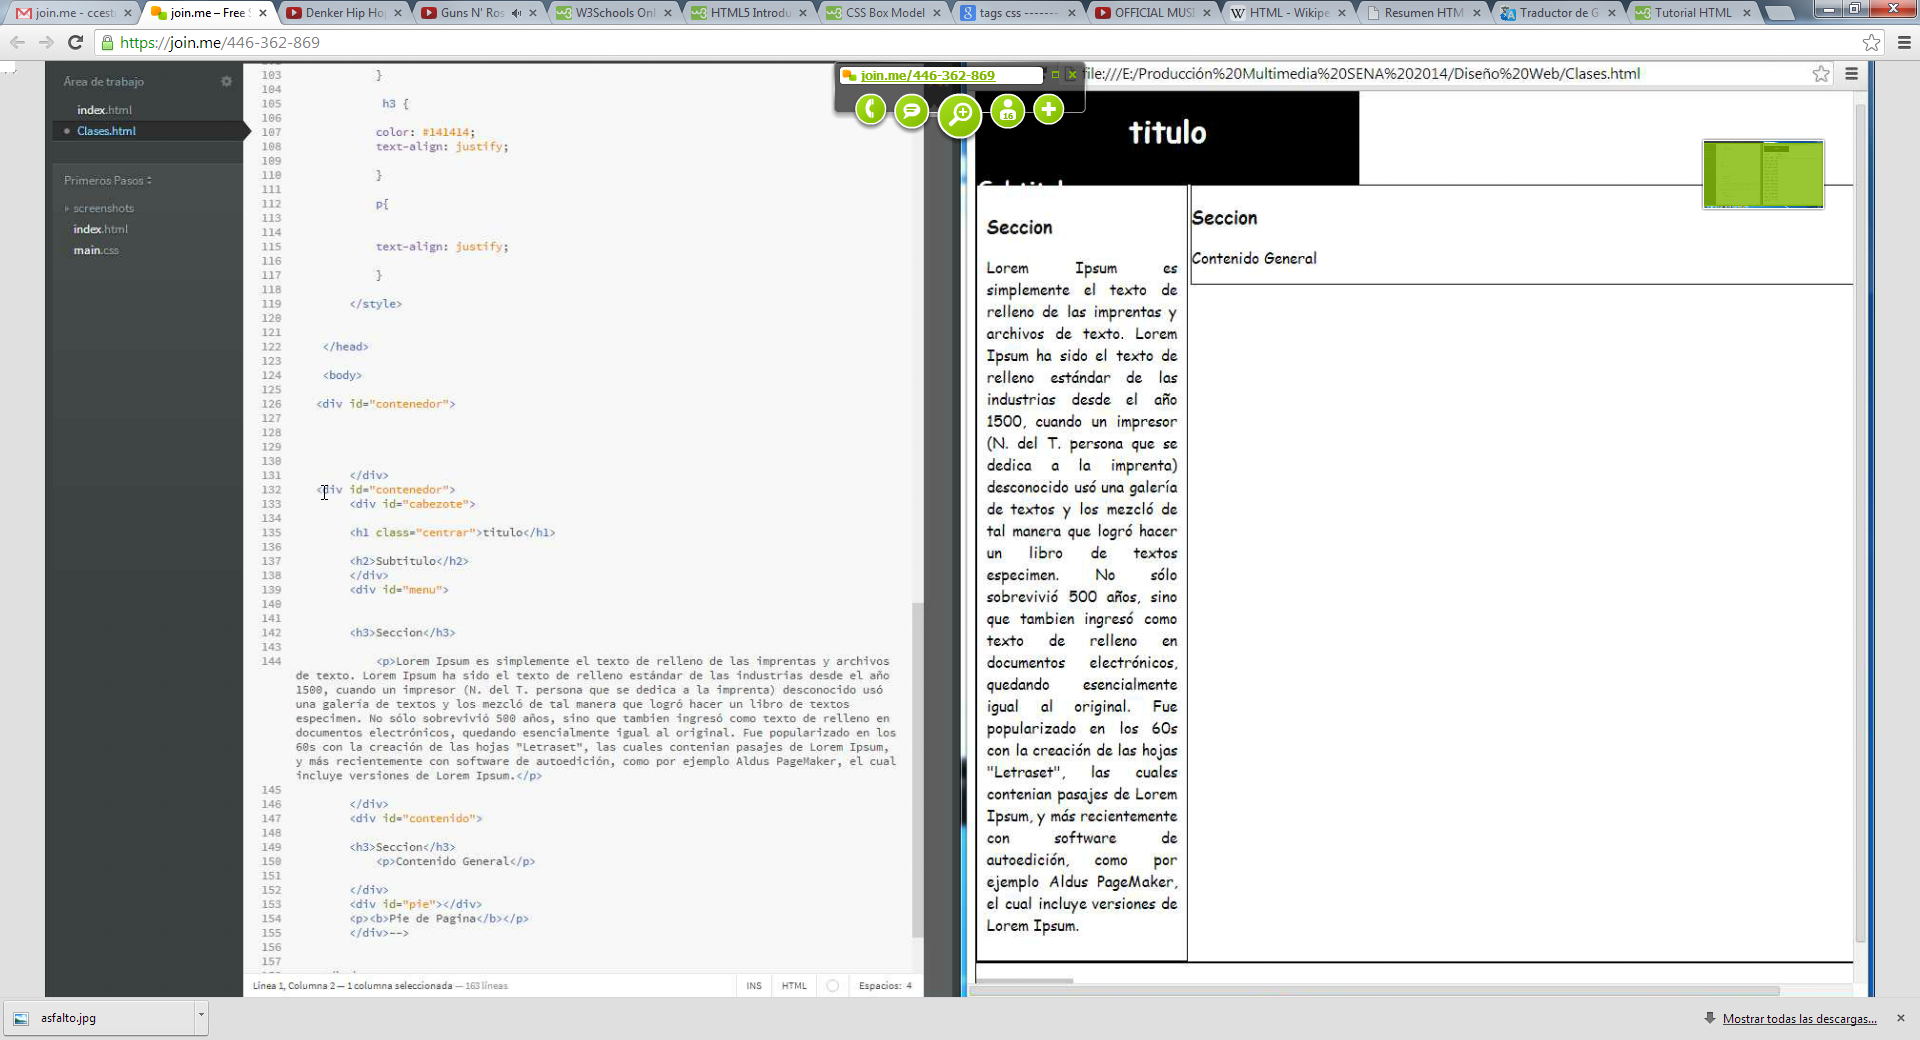 join.me - ccest
join.me – Free S
Denker Hip Ho
Guns N' Ros
W3Schools Onl
HTML5 Introdu
CSS Box Model
tags css -------
OFFICIAL MUSI
HTML - Wikipe
Resumen HTM
Traductor de G
Tutorial HTML
https://join.me/446-362-869
Área de trabajo
index.html
Clases.html
Primeros Pasos
screenshots
index.html
main.css
103 }
104
105 h3 {
106
107 color: #141414;
108 text-align: justify;
109
110 }
111
112 p{
113
114
115 text-align: justify;
116
117 }
118
119 </style>
120
121
122 </head>
123
124 <body>
125
126 <div id="contenedor">
127
128
129
130
131 </div>
132 <div id="contenedor">
133 <div id="cabezote">
134
135 <h1 class="centrar">titulo</h1>
136
137 <h2>Subtitulo</h2>
138 </div>
139 <div id="menu">
140
141
142 <h3>Seccion</h3>
143
144 <p>Lorem Ipsum es simplemente el texto de relleno de las imprentas y archivos
de texto. Lorem Ipsum ha sido el texto de relleno estándar de las industrias desde el año
1500, cuando un impresor (N. del T. persona que se dedica a la imprenta) desconocido usó
una galería de textos y los mezcló de tal manera que logró hacer un libro de textos
especimen. No sólo sobrevivió 500 años, sino que tambien ingresó como texto de relleno en
documentos electrónicos, quedando esencialmente igual al original. Fue popularizado en los
60s con la creación de las hojas "Letraset", las cuales contenian pasajes de Lorem Ipsum,
y más recientemente con software de autoedición, como por ejemplo Aldus PageMaker, el cual
incluye versiones de Lorem Ipsum.</p>
145
146 </div>
147 <div id="contenido">
148
149 <h3>Seccion</h3>
150 <p>Contenido General</p>
151
152 </div>
153 <div id="pie"></div>
154 <p><b>Pie de Pagina</b></p>
155 </div>-->
156
157
Línea 1, Columna 2 — 1 columna seleccionada — 163 líneas
INS
HTML
Espacios: 4
join.me/446-362-869
16
file:///E:/Producción%20Multimedia%20SENA%202014/Diseño%20Web/Clases.html
titulo
Subtitulo
Seccion
Lorem Ipsum es
simplemente el texto de
relleno de las imprentas y
archivos de texto. Lorem
Ipsum ha sido el texto de
relleno estándar de las
industrias desde el año
1500, cuando un impresor
(N. del T. persona que se
dedica a la imprenta)
desconocido usó una galería
de textos y los mezcló de
tal manera que logró hacer
un libro de textos
especimen. No sólo
sobrevivió 500 años, sino
que tambien ingresó como
texto de relleno en
documentos electrónicos,
quedando esencialmente
igual al original. Fue
popularizado en los 60s
con la creación de las hojas
"Letraset", las cuales
contenian pasajes de Lorem
Ipsum, y más recientemente
con software de
autoedición, como por
ejemplo Aldus PageMaker,
el cual incluye versiones de
Lorem Ipsum.
Seccion
Contenido General
asfalto.jpg
Mostrar todas las descargas...